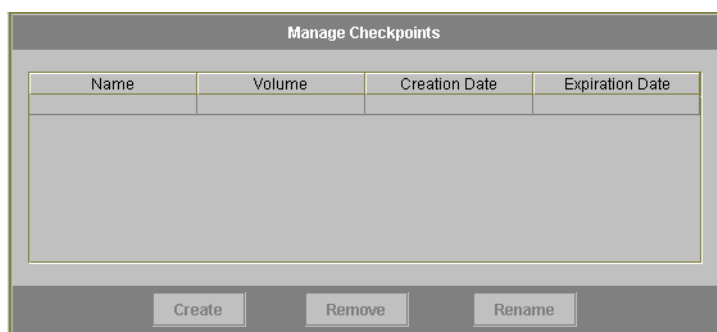 Manage Checkpoints
Name Volume Creation Date Expiration Date
Create Remove Rename